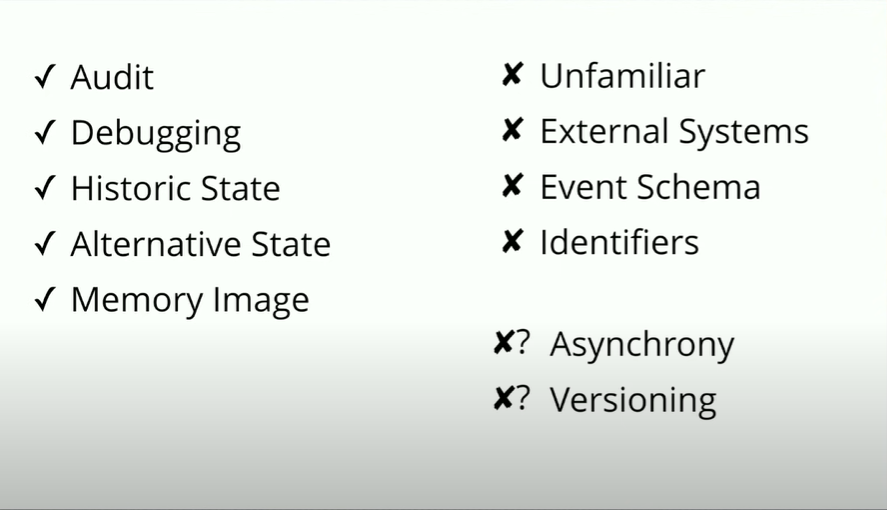 ✓ Audit
✓ Debugging
✓ Historic State
✓ Alternative State
✓ Memory Image
✘ Unfamiliar
✘ External Systems
✘ Event Schema
✘ Identifiers
✘? Asynchrony
✘? Versioning